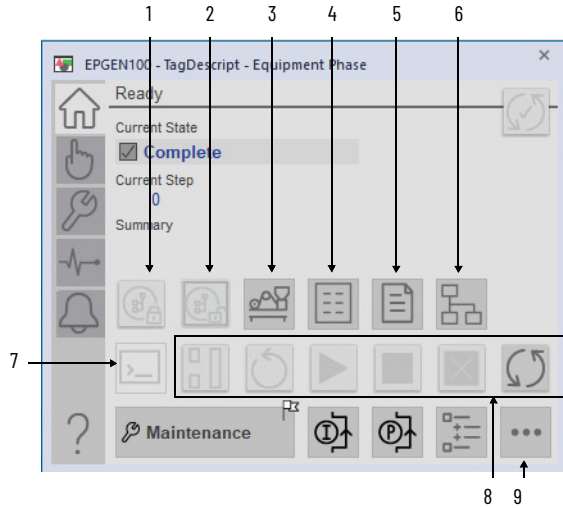 1 2 3 4 5 6
EPGEN100 - TagDescript - Equipment Phase
Ready
Current State
Complete
Current Step
0
Summary
7
Maintenance
8 9